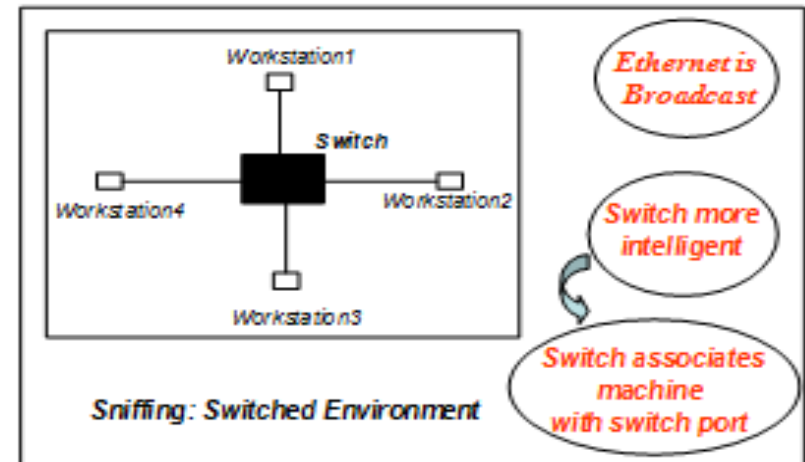 Workstation1
Switch
Workstation4
Workstation2
Workstation3
Sniffing: Switched Environment
Ethernet is
Broadcast
Switch more
intelligent
Switch associates
machine
with switch port